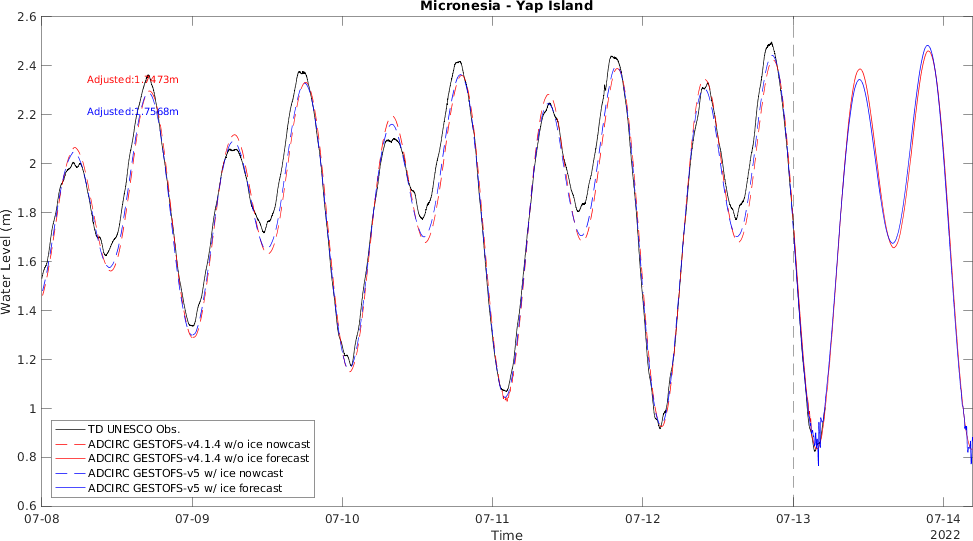 Micronesia - Yap Island
2.6
2.4
2.2
2
1.8
1.6
1.4
1.2
1
0.8
0.6
Water Level (m)
Adjusted:1.7473m
Adjusted:1.7568m
TD UNESCO Obs.
ADCIRC GESTOFS-v4.1.4 w/o ice nowcast
ADCIRC GESTOFS-v4.1.4 w/o ice forecast
ADCIRC GESTOFS-v5 w/ ice nowcast
ADCIRC GESTOFS-v5 w/ ice forecast
07-08 07-09 07-10 07-11 07-12 07-13 07-14
Time
2022